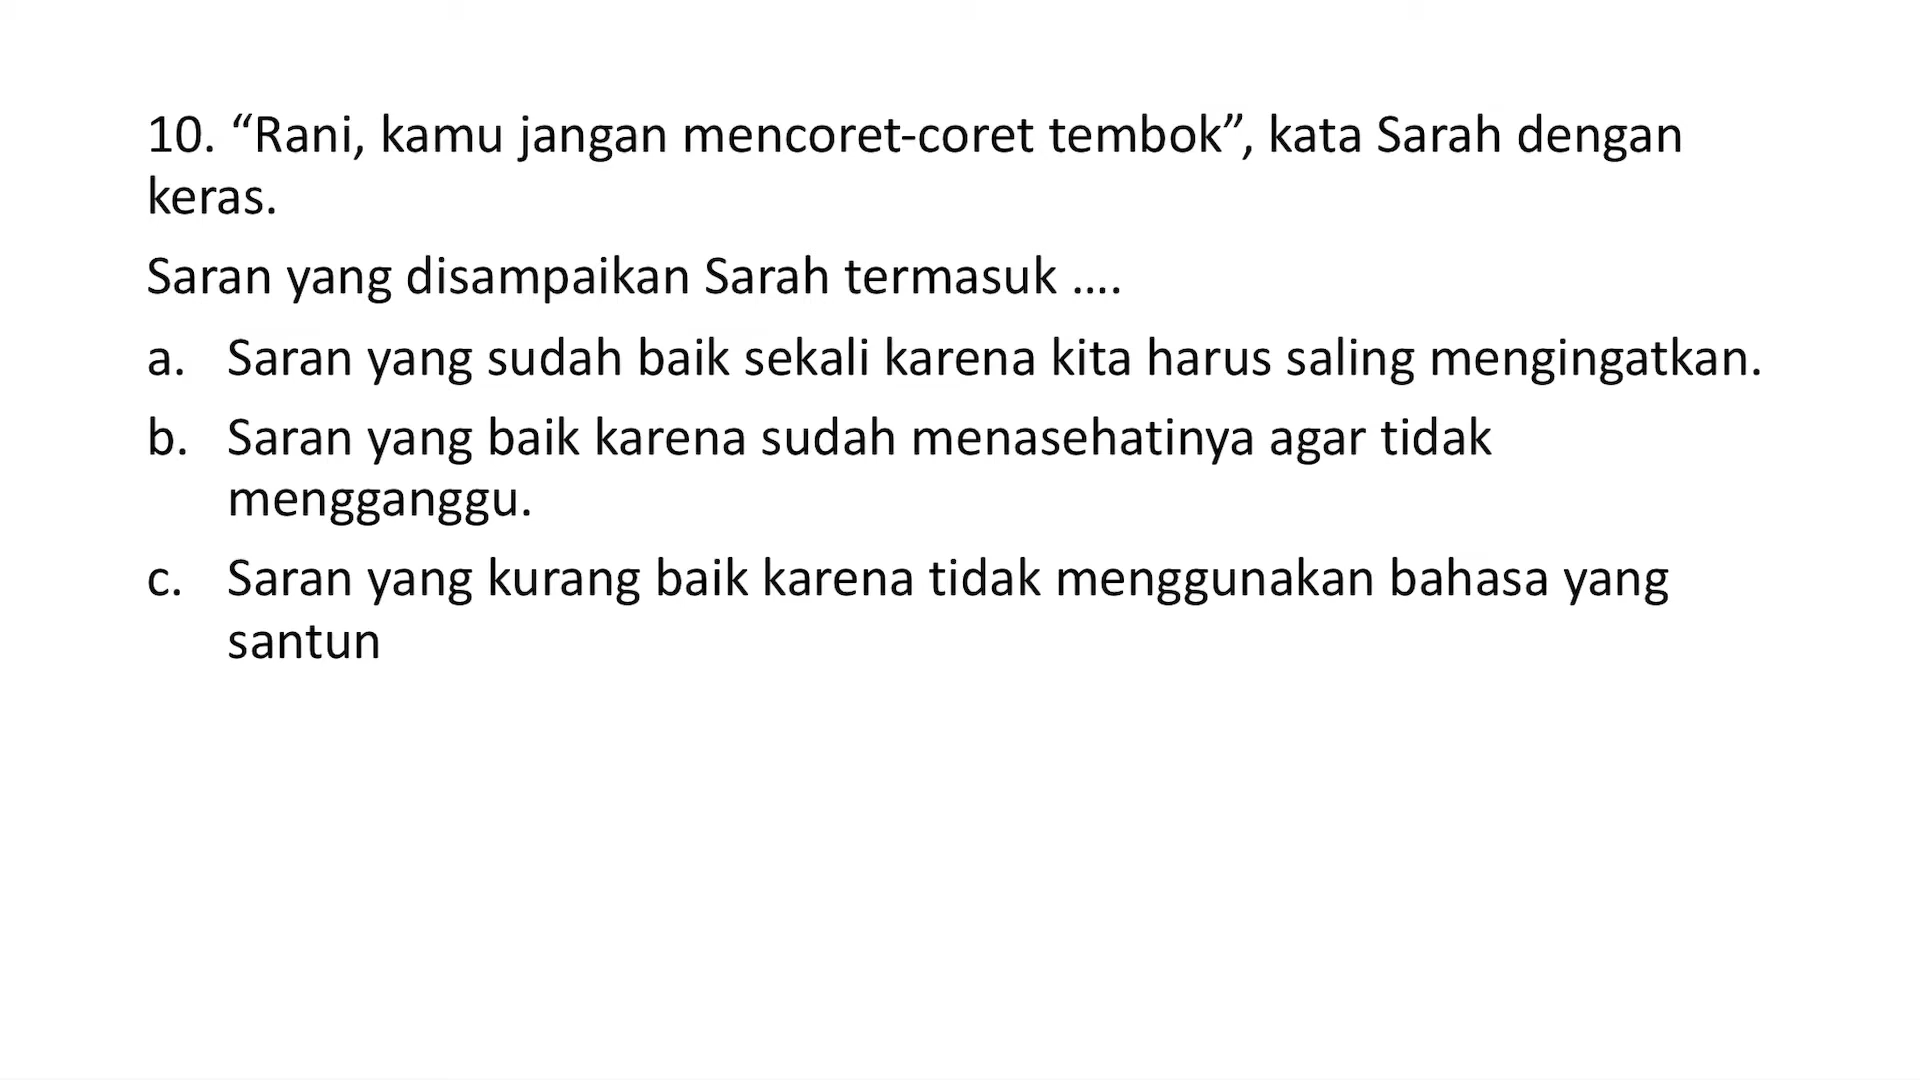 10. “Rani, kamu jangan mencoret-coret tembok”, kata Sarah dengan
keras.
Saran yang disampaikan Sarah termasuk ....
a. Saran yang sudah baik sekali karena kita harus saling mengingatkan.
b. Saran yang baik karena sudah menasehatinya agar tidak
mengganggu.
c. Saran yang kurang baik karena tidak menggunakan bahasa yang
santun